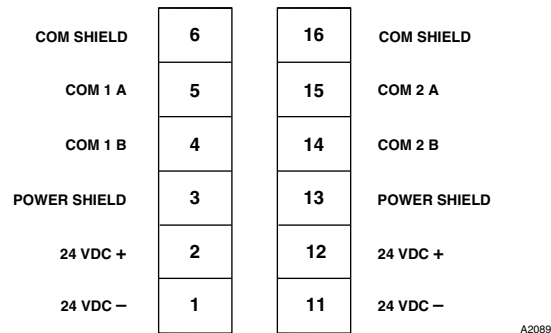 COM SHIELD 6 16 COM SHIELD
COM 1 A 5 15 COM 2 A
COM 1 B 4 14 COM 2 B
POWER SHIELD 3 13 POWER SHIELD
24 VDC + 2 12 24 VDC +
24 VDC − 1 11 24 VDC −
A2089